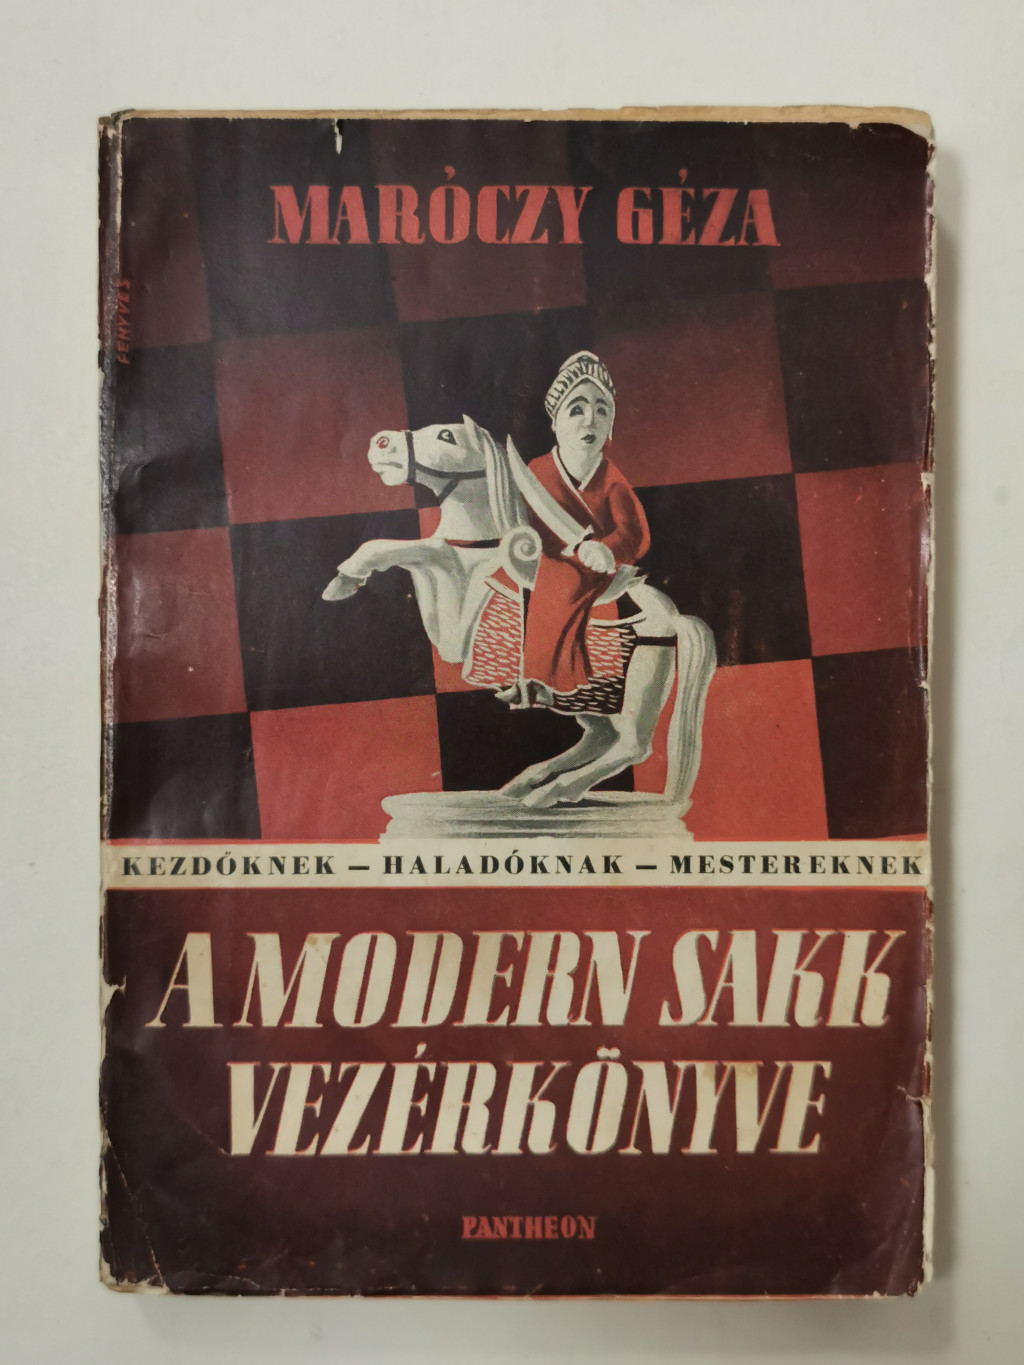 MARÓCZY GÉZA
FENYVES
KEZDŐKNEK — HALADÓKNAK — MESTEREKNEK
A MODERN SAKK
VEZÉRKÖNYVE
PANTHEON